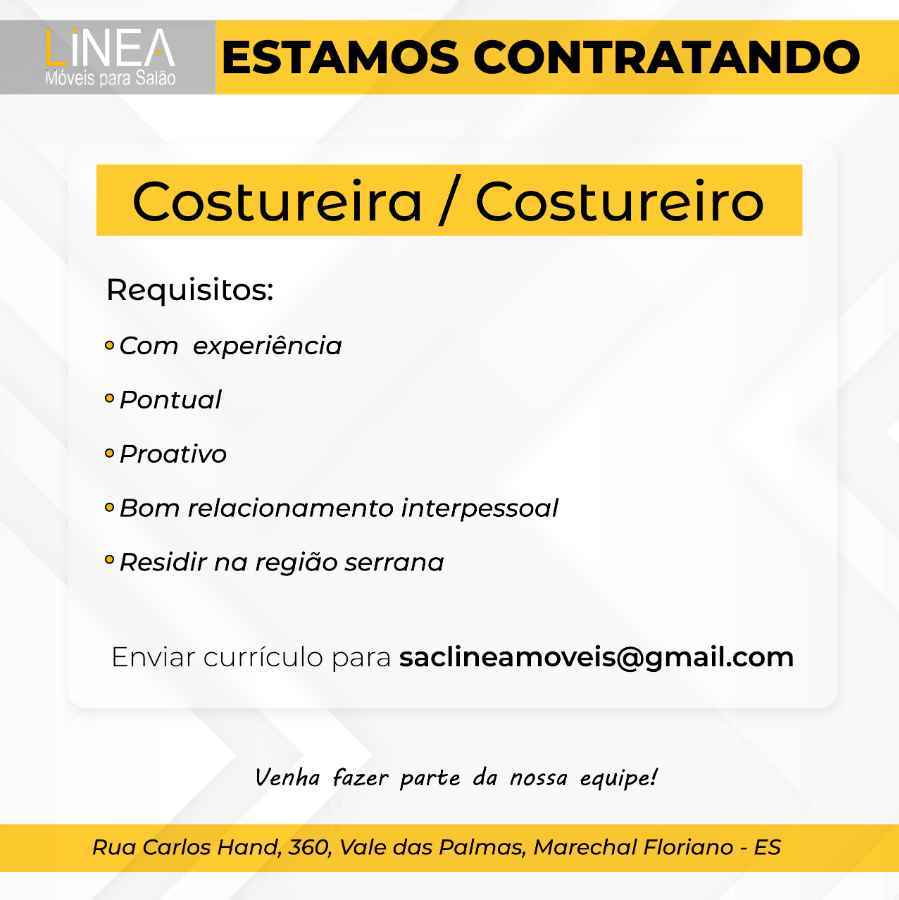 LiNEA
Móveis para Salão
ESTAMOS CONTRATANDO
Costureira / Costureiro
Requisitos:
Com experiência
Pontual
Proativo
Bom relacionamento interpessoal
Residir na região serrana
Enviar currículo para saclineamoveis@gmail.com
Venha fazer parte da nossa equipe!
Rua Carlos Hand, 360, Vale das Palmas, Marechal Floriano - ES